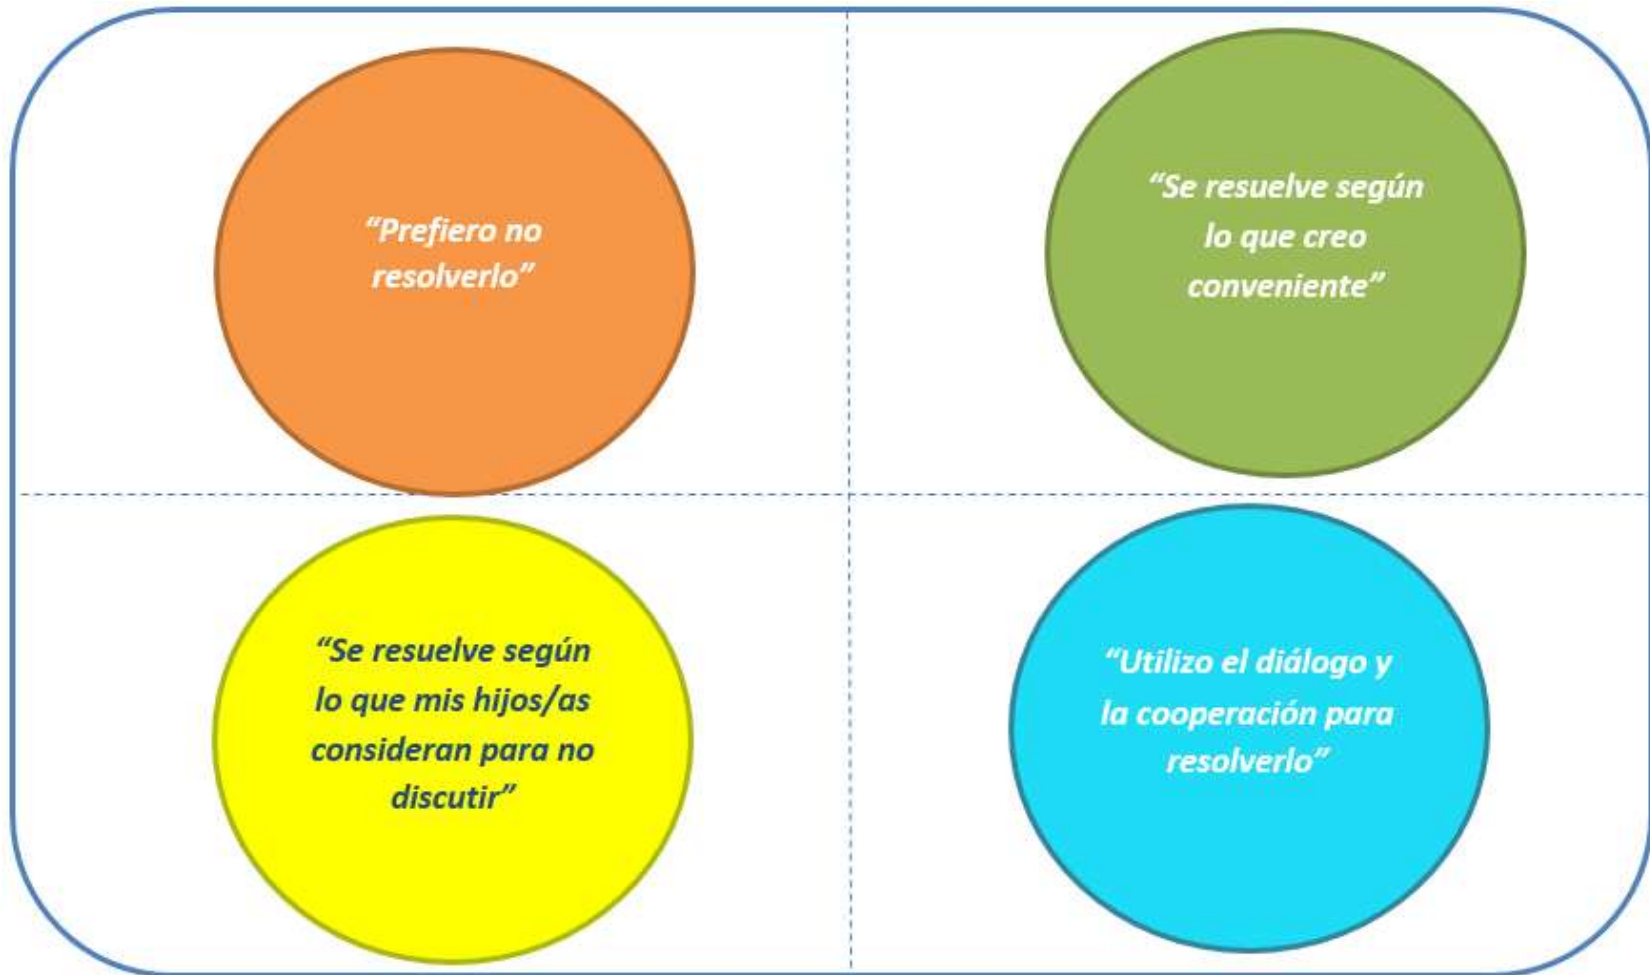 “Prefiero no
resolverlo”
“Se resuelve según
lo que creo
conveniente”
“Se resuelve según
lo que mis hijos/as
consideran para no
discutir”
“Utilizo el diálogo y
la cooperación para
resolverlo”